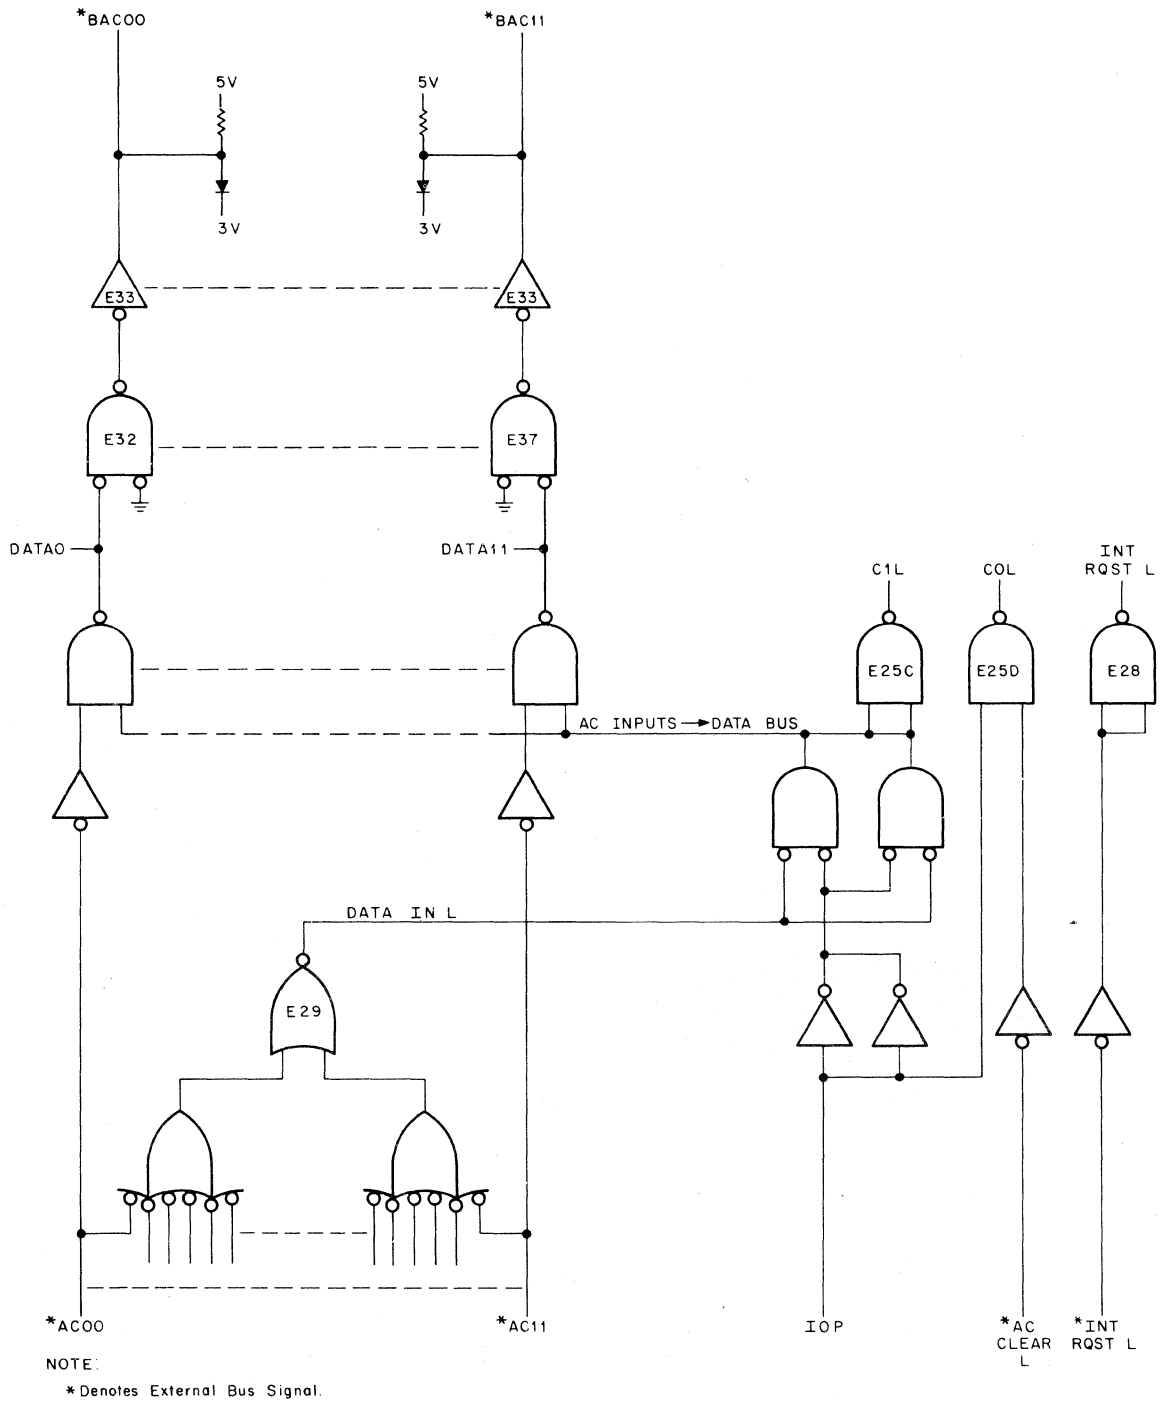 *BAC00
*BAC11
5V
5V
3V
3V
E33
E33
E32
E37
DATA0
DATA11
C1L
C0L
INT
RQST L
E25C
E25D
E28
AC INPUTS→DATA BUS
DATA IN L
E29
*AC00
*AC11
IOP
*AC
CLEAR
L
*INT
RQST L
NOTE:
*Denotes External Bus Signal.